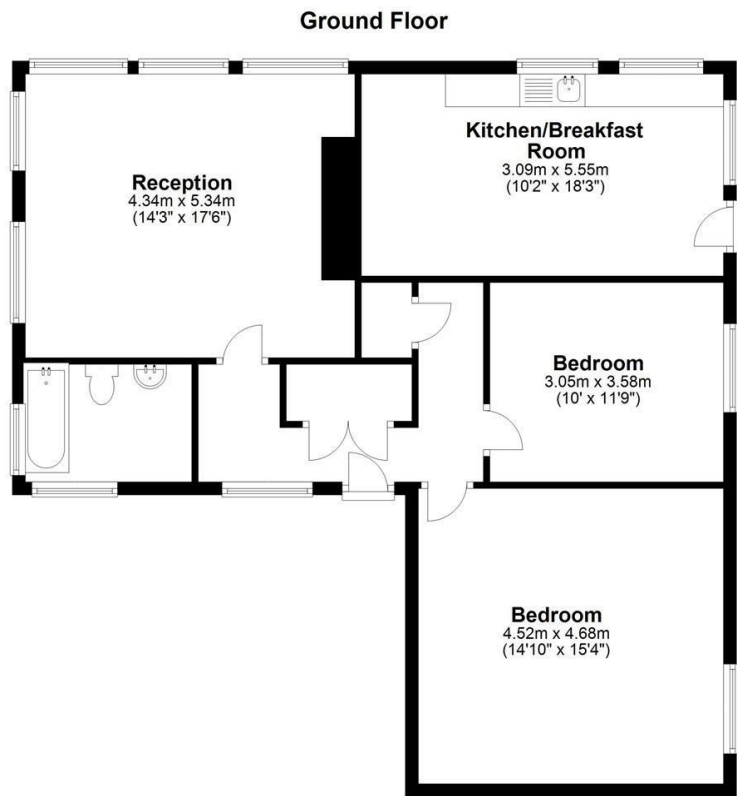 Ground Floor
Reception
4.34m x 5.34m
(14'3" x 17'6")
Kitchen/Breakfast
Room
3.09m x 5.55m
(10'2" x 18'3")
Bedroom
3.05m x 3.58m
(10' x 11'9")
Bedroom
4.52m x 4.68m
(14'10" x 15'4")